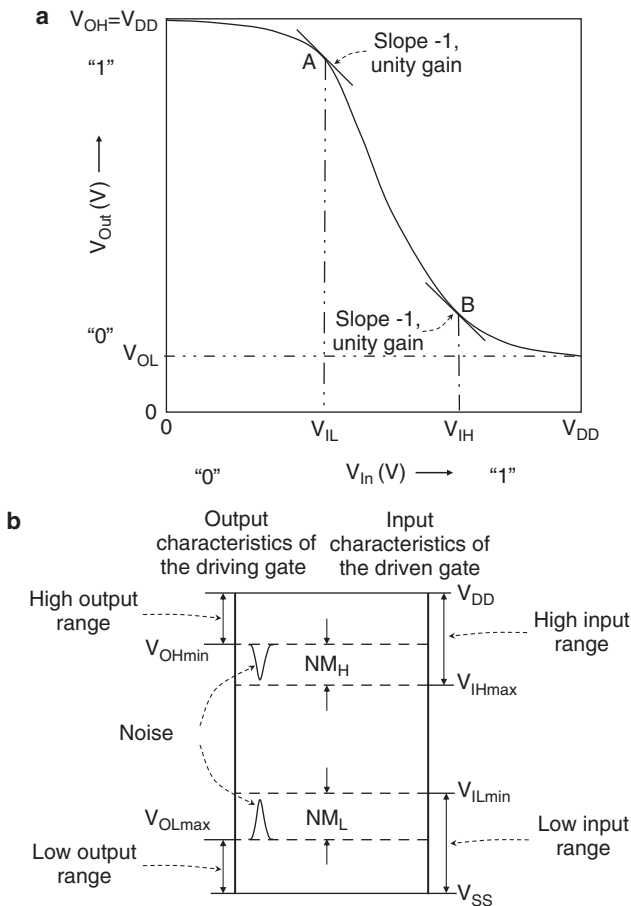 a
V_OH=V_DD
"1"
A
Slope -1,
unity gain
V_Out (V)
"0"
V_OL
B
Slope -1,
unity gain
0
0
V_IL
V_IH
V_DD
"0"
V_In (V)
"1"
b
Output
characteristics of
the driving gate
Input
characteristics of
the driven gate
High output
range
V_DD
High input
range
V_OHmin
NM_H
V_IHmax
Noise
V_ILmin
V_OLmax
NM_L
Low output
range
Low input
range
V_SS